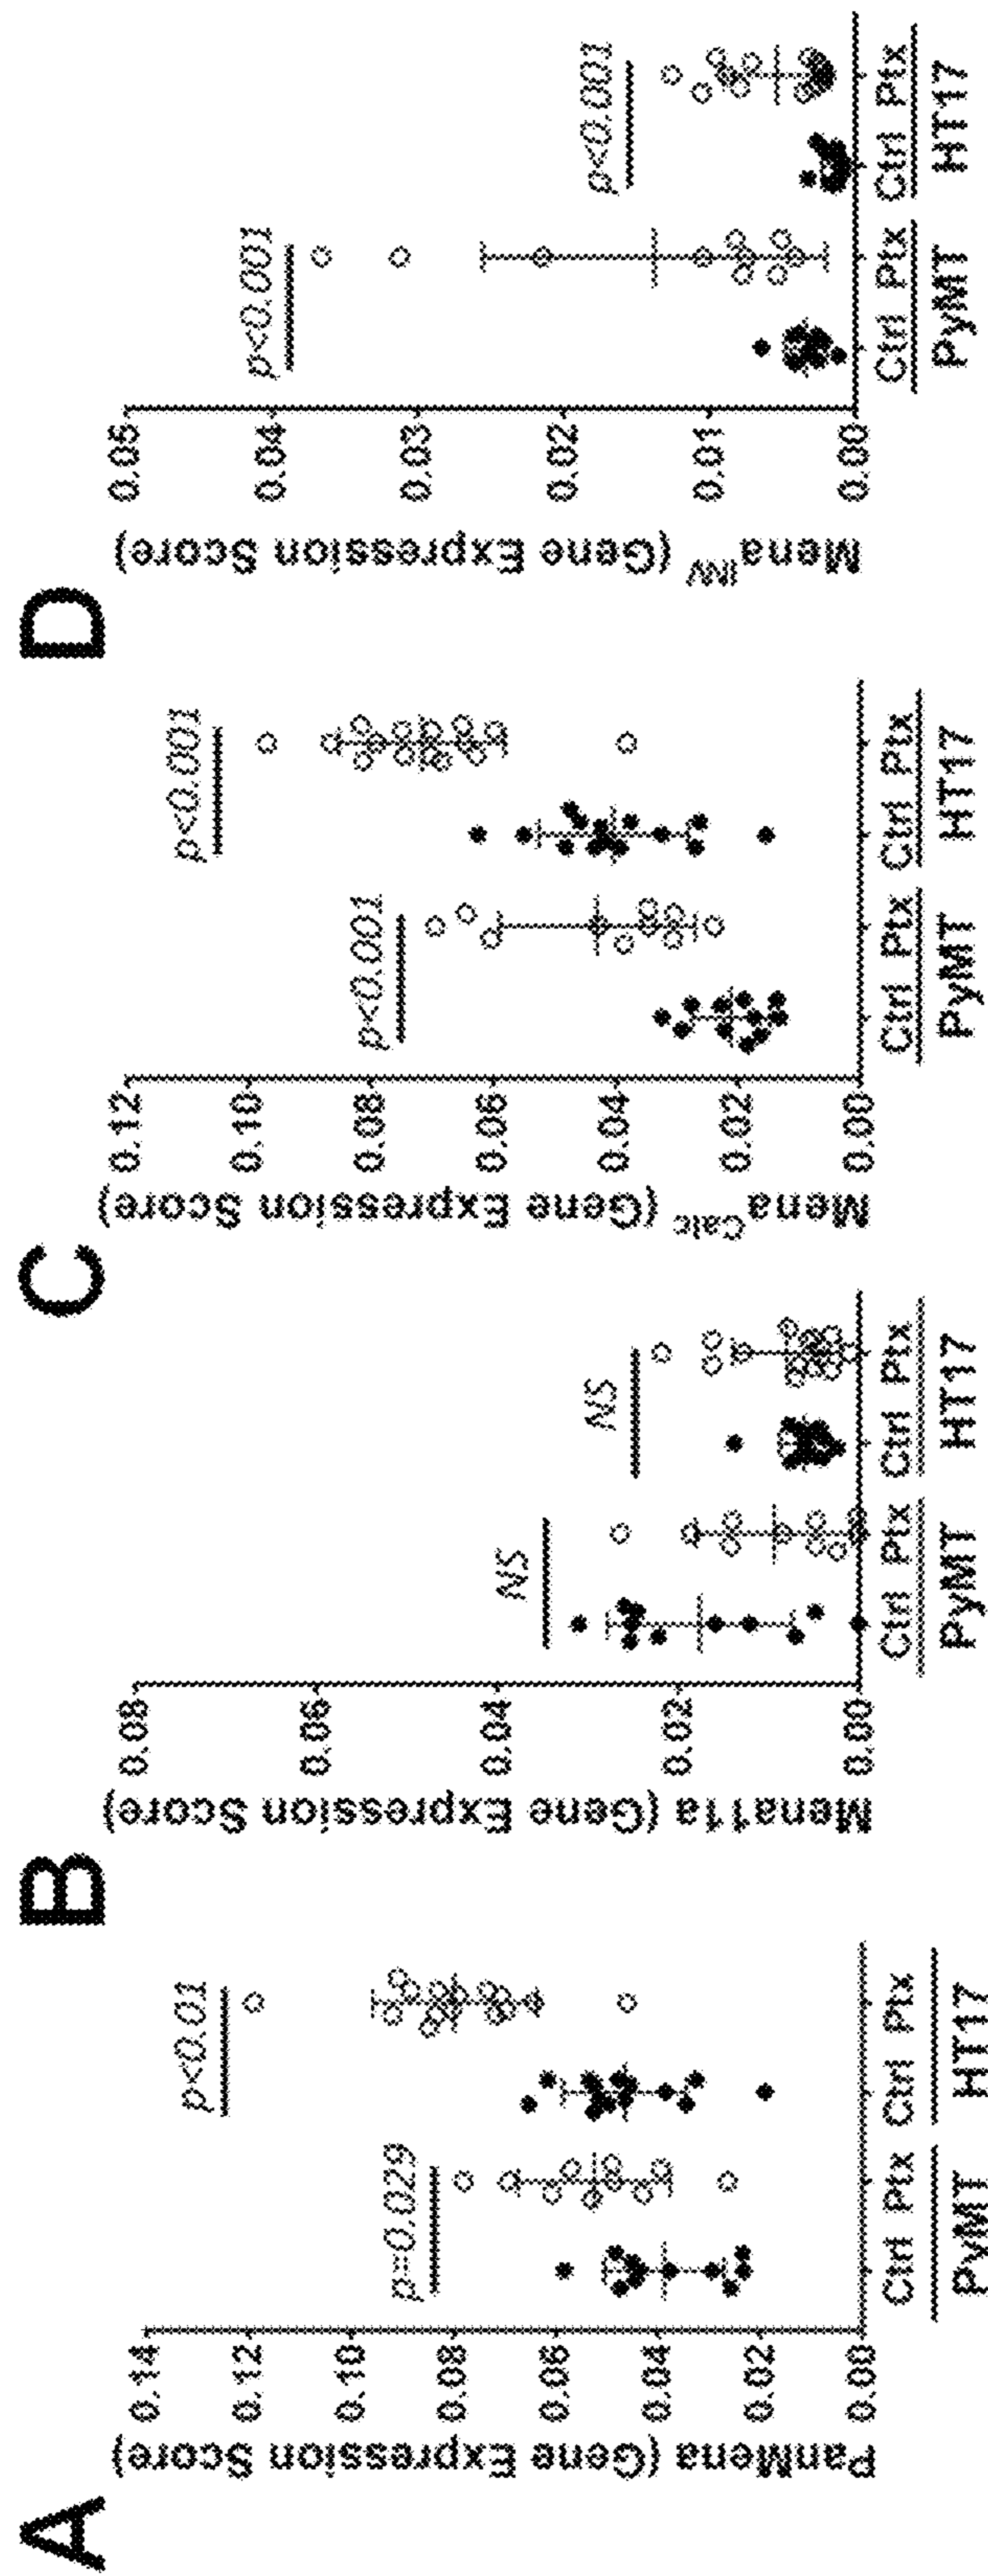 A
PanMena (Gene Expression Score)
0.14
0.12
0.10
0.08
0.06
0.04
0.02
0.00
p=0.029
p<0.01
Ctrl Ptx Ctrl Ptx
PyMT HT17
B
Mena11a (Gene Expression Score)
0.08
0.06
0.04
0.02
0.00
NS
NS
Ctrl Ptx Ctrl Ptx
PyMT HT17
C
Mena Calc (Gene Expression Score)
0.12
0.10
0.08
0.06
0.04
0.02
0.00
p<0.001
p<0.001
Ctrl Ptx Ctrl Ptx
PyMT HT17
D
Mena INV (Gene Expression Score)
0.05
0.04
0.03
0.02
0.01
0.00
p<0.001
p<0.001
Ctrl Ptx Ctrl Ptx
PyMT HT17